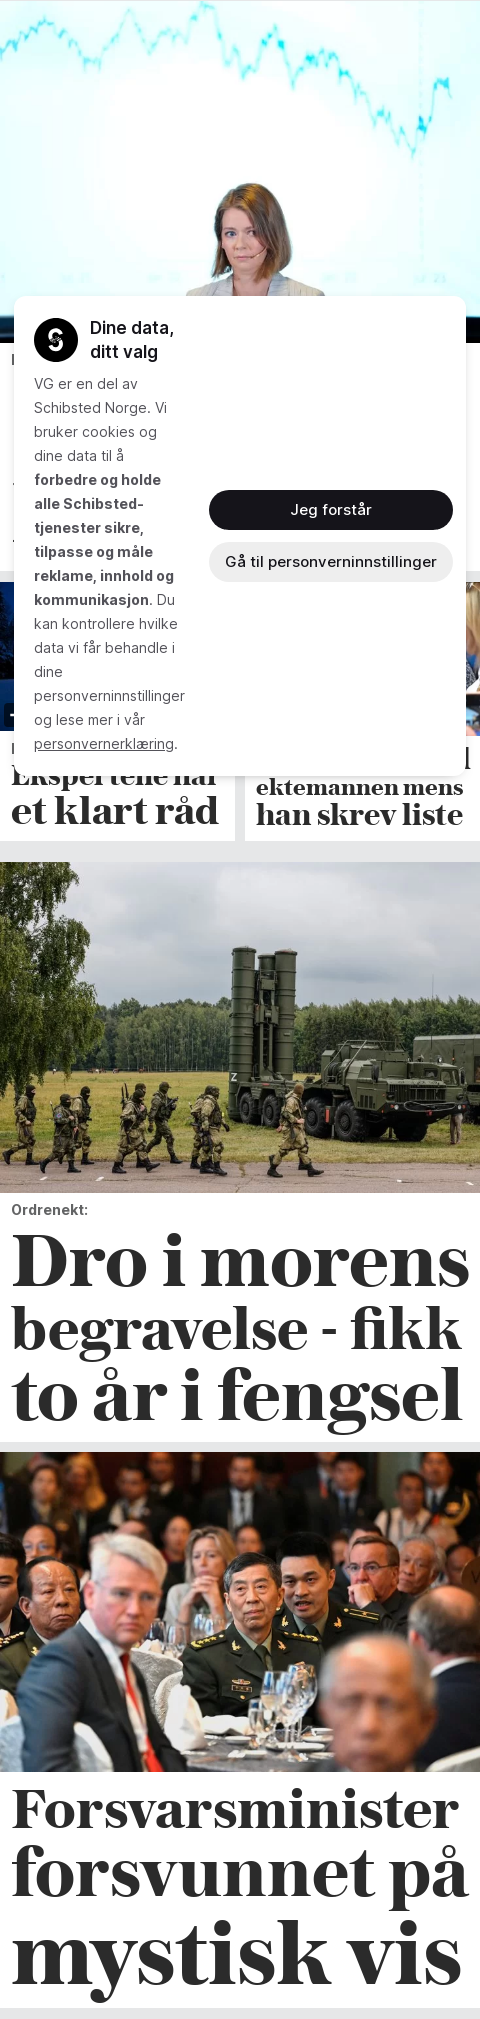 Dine data,
ditt valg
VG er en del av
Schibsted Norge. Vi
bruker cookies og
dine data til å
forbedre og holde
alle Schibsted-
tjenester sikre,
tilpasse og måle
reklame, innhold og
kommunikasjon. Du
kan kontrollere hvilke
data vi får behandle i
dine
personverninnstillinger
og lese mer i vår
personvernerklæring.
Jeg forstår
Gå til personverninnstillinger
Ekspertene har
et klart råd
ektemannen mens
han skrev liste
Z
Ordrenekt:
Dro i morens
begravelse - fikk
to år i fengsel
Forsvarsminister
forsvunnet på
mystisk vis